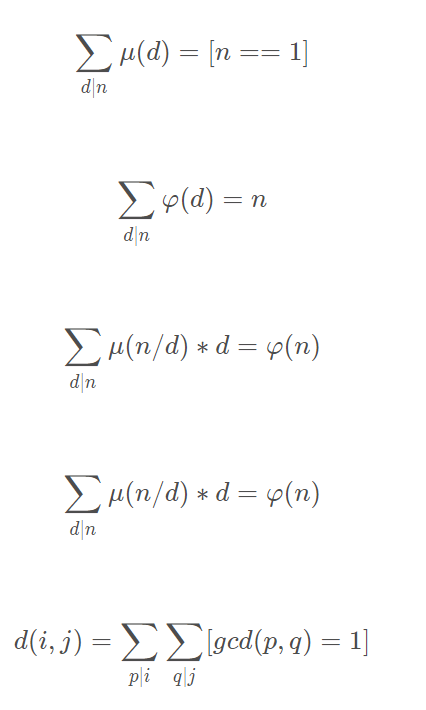 ∑_{d|n} μ(d) = [n == 1]
∑_{d|n} φ(d) = n
∑_{d|n} μ(n/d) ∗ d = φ(n)
∑_{d|n} μ(n/d) ∗ d = φ(n)
d(i, j) = ∑_{p|i} ∑_{q|j} [gcd(p, q) = 1]